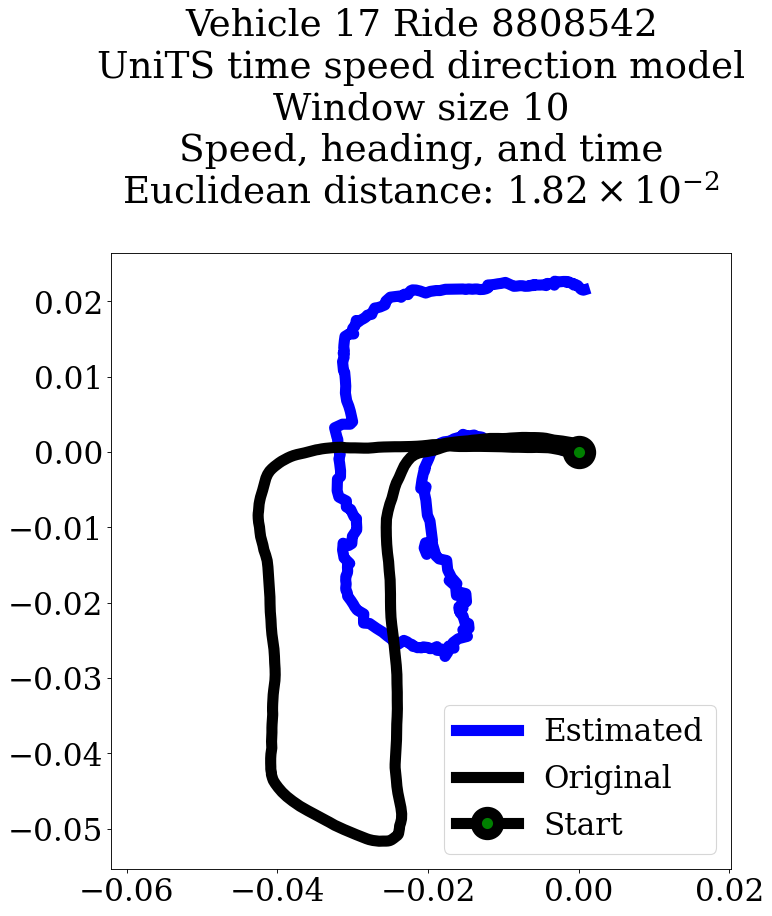 Vehicle 17 Ride 8808542
UniTS time speed direction model
Window size 10
Speed, heading, and time
Euclidean distance: 1.82 × 10⁻²
0.02
0.01
0.00
−0.01
−0.02
−0.03
−0.04
−0.05
Estimated
Original
Start
−0.06 −0.04 −0.02 0.00 0.02